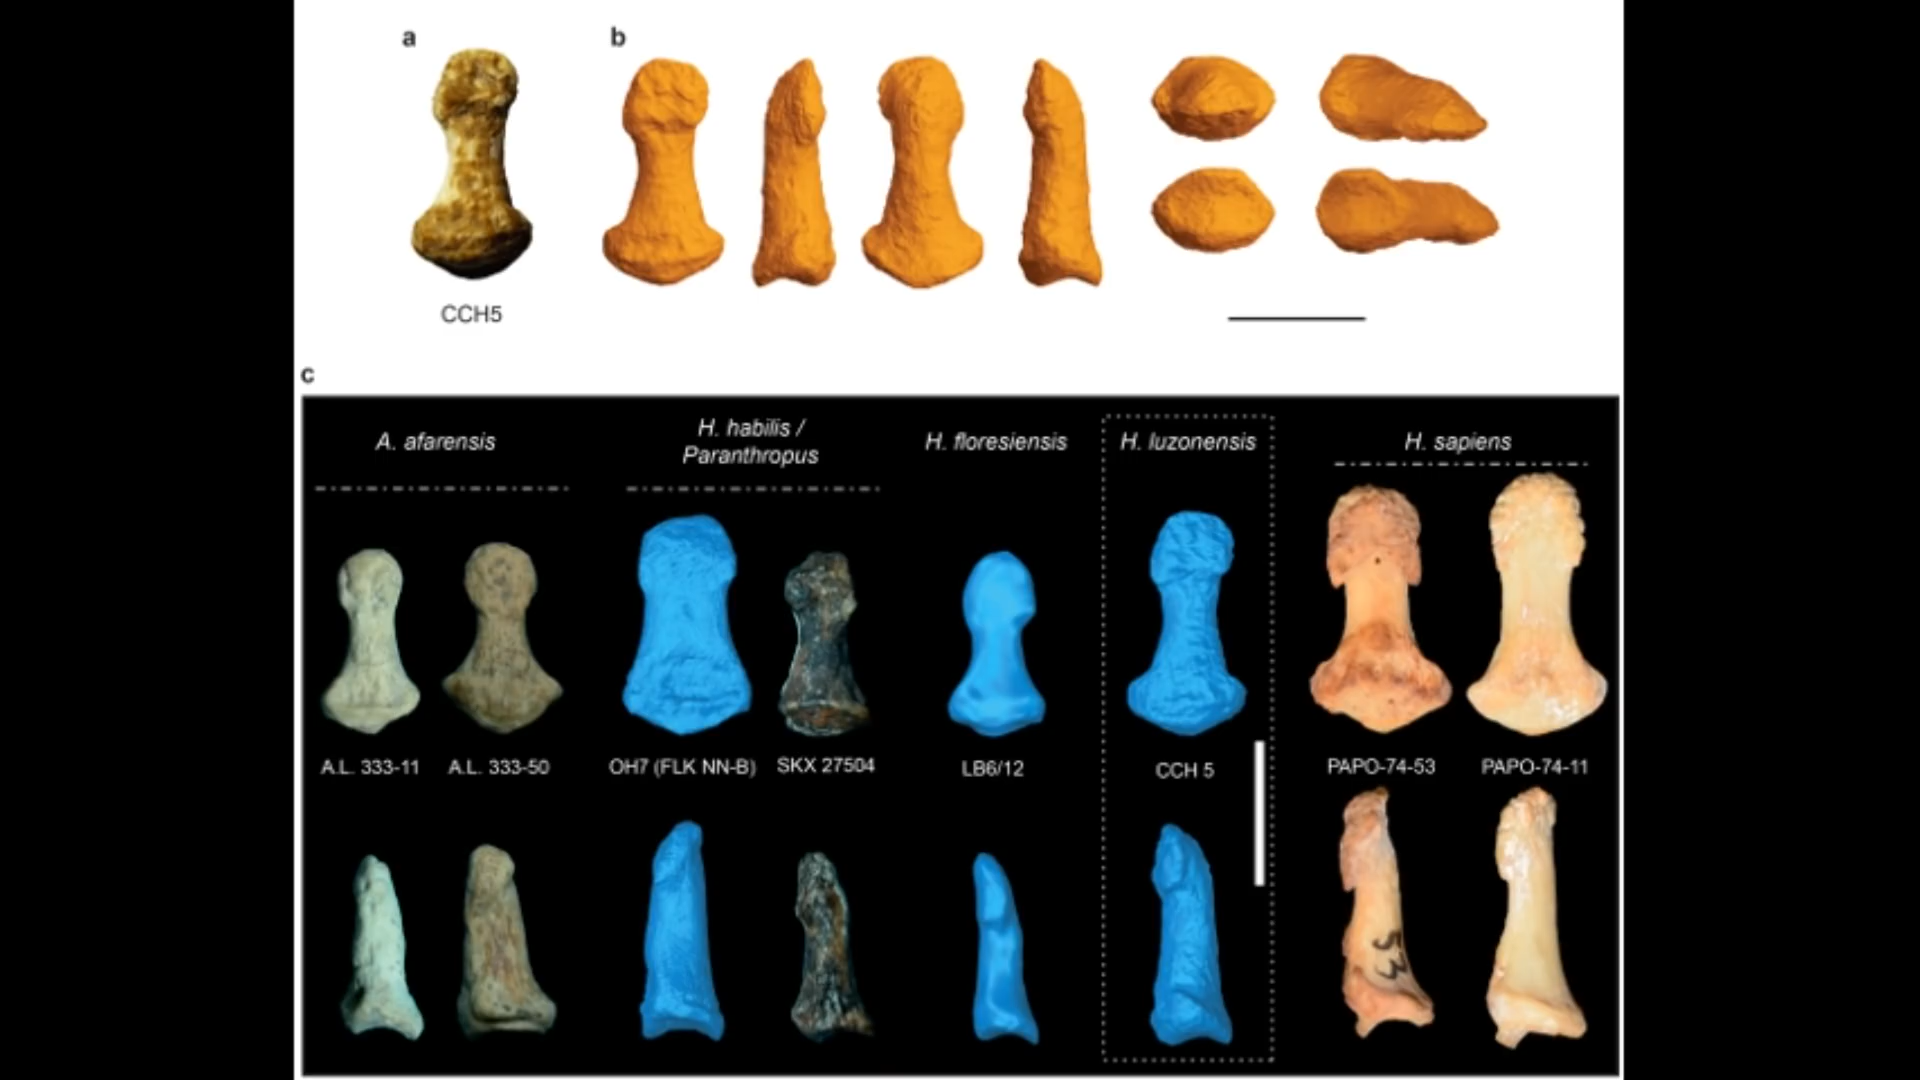 a
b
CCH5
c
A. afarensis
H. habilis /
Paranthropus
H. floresiensis
H. luzonensis
H. sapiens
A.L. 333-11
A.L. 333-50
OH7 (FLK NN-B)
SKX 27504
LB6/12
CCH 5
PAPO-74-53
PAPO-74-11
53